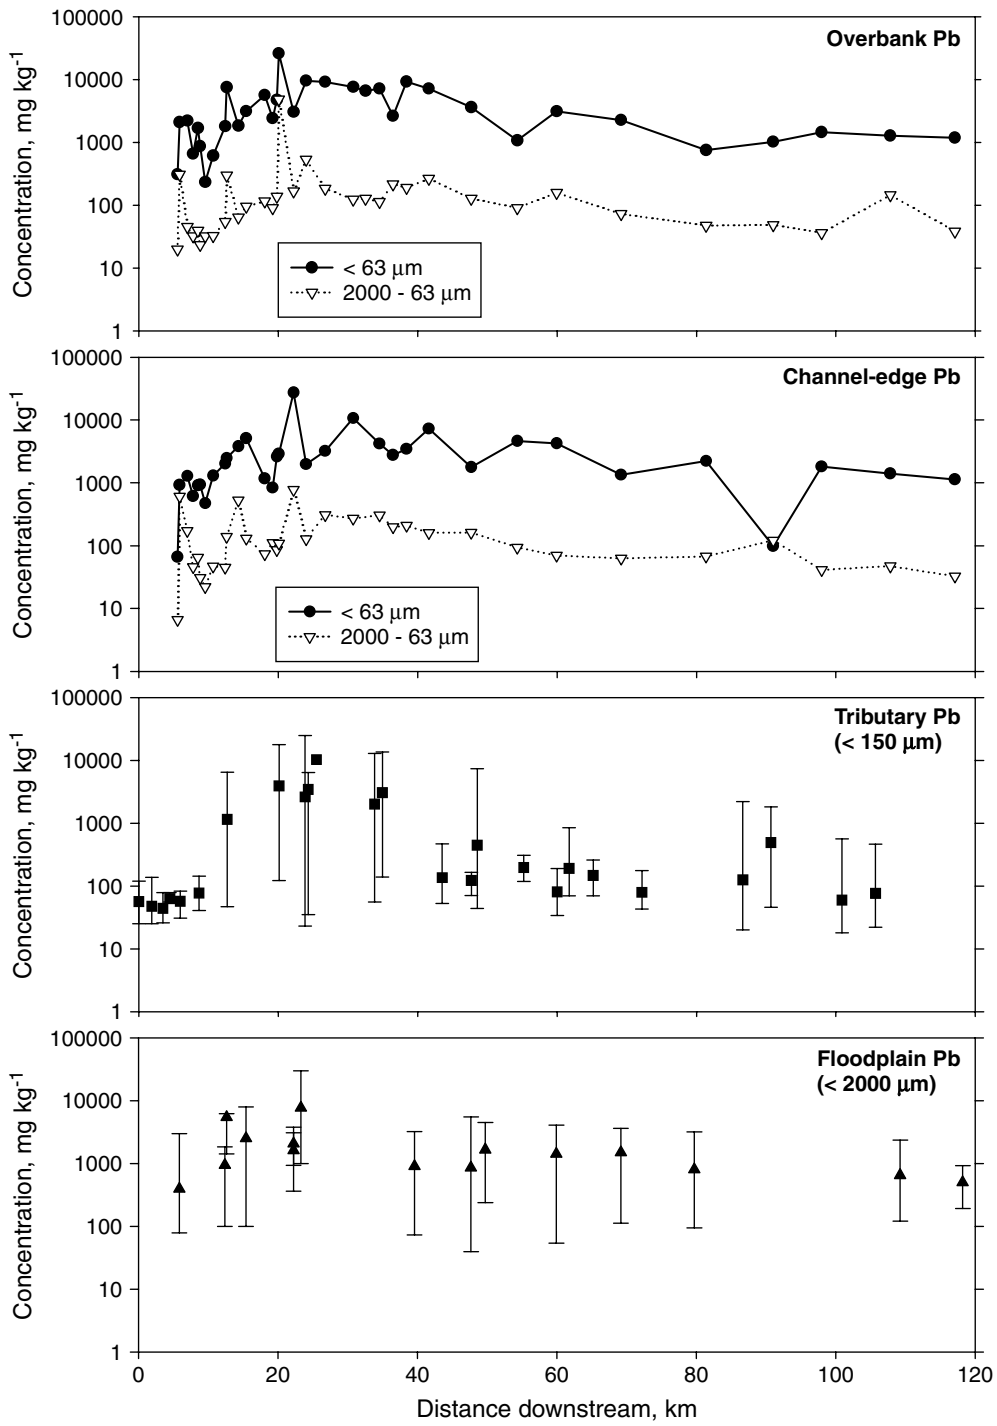 100000
10000
1000
100
10
1
Concentration, mg kg-1
Overbank Pb
< 63 µm
2000 - 63 µm
100000
10000
1000
100
10
1
Concentration, mg kg-1
Channel-edge Pb
< 63 µm
2000 - 63 µm
100000
10000
1000
100
10
1
Concentration, mg kg-1
Tributary Pb
(< 150 µm)
100000
10000
1000
100
10
1
Concentration, mg kg-1
Floodplain Pb
(< 2000 µm)
0 20 40 60 80 100 120
Distance downstream, km